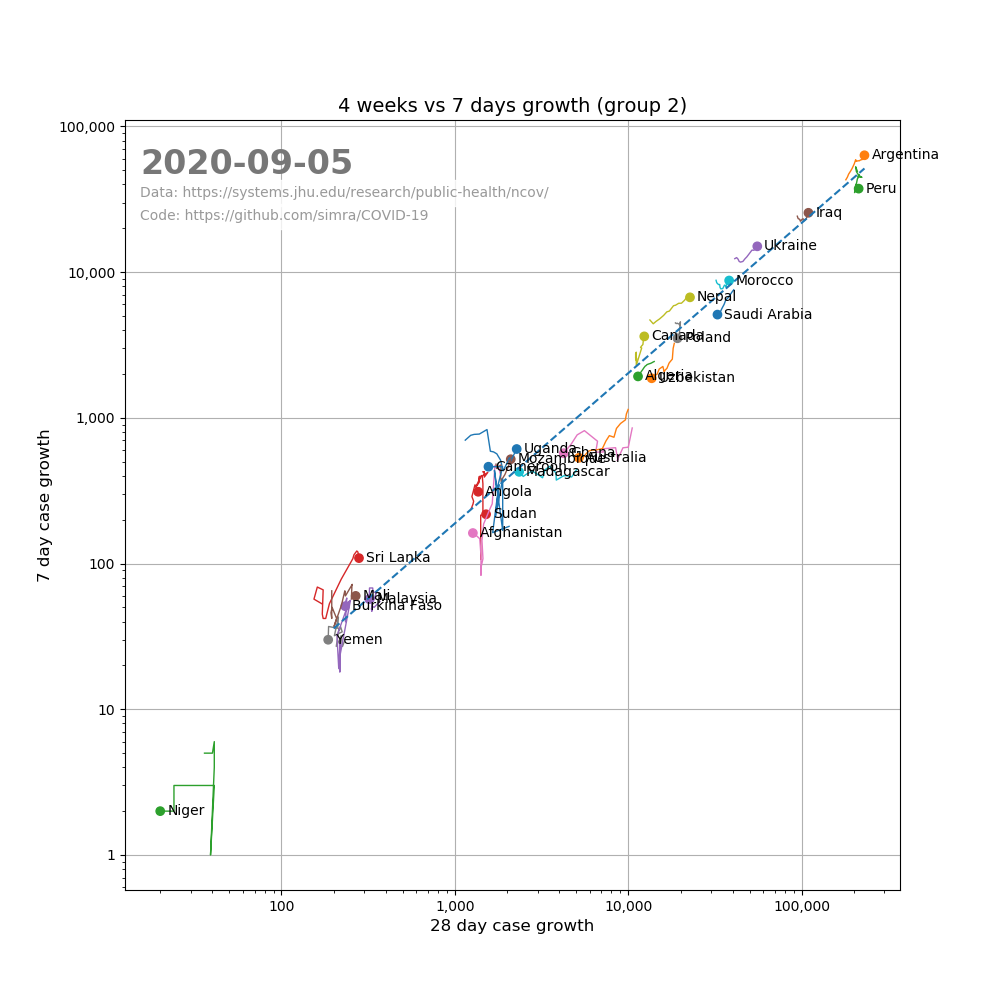 4 weeks vs 7 days growth (group 2)
100,000
2020-09-05
Data: https://systems.jhu.edu/research/public-health/ncov/
Code: https://github.com/simra/COVID-19
Argentina
Peru
Iraq
Ukraine
10,000
Morocco
Nepal
Saudi Arabia
Canada
Poland
Algeria
Uzbekistan
1,000
Uganda
Ghana
Mozambique
Australia
Cameroon
Madagascar
Angola
Sudan
Afghanistan
100
Sri Lanka
Mali
Malaysia
Burkina Faso
Yemen
10
Niger
1
7 day case growth
100
1,000
10,000
100,000
28 day case growth